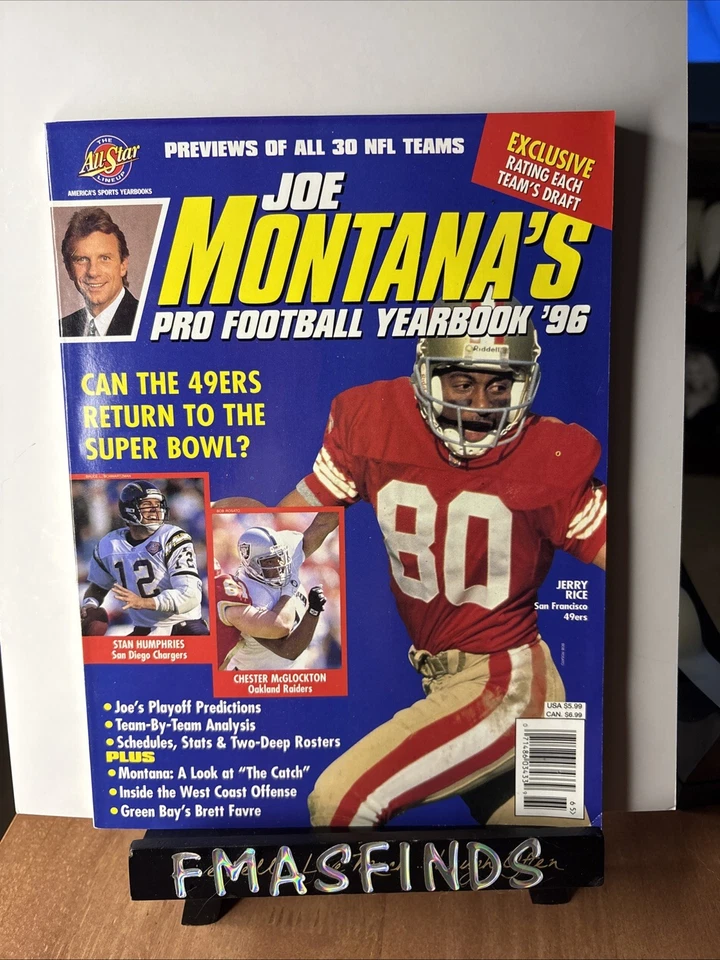 THE
All-Star
LINEUP
AMERICA'S SPORTS YEARBOOKS
PREVIEWS OF ALL 30 NFL TEAMS
EXCLUSIVE
RATING EACH
TEAM'S DRAFT
JOE
MONTANA'S
PRO FOOTBALL YEARBOOK '96
Riddell
CAN THE 49ERS
RETURN TO THE
SUPER BOWL?
12
80
STAN HUMPHRIES
San Diego Chargers
CHESTER McGLOCKTON
Oakland Raiders
JERRY
RICE
San Francisco
49ers
• Joe's Playoff Predictions
• Team-By-Team Analysis
• Schedules, Stats & Two-Deep Rosters
PLUS
• Montana: A Look at "The Catch"
• Inside the West Coast Offense
• Green Bay's Brett Favre
USA $5.99
CAN. $6.99
FMASFINDS